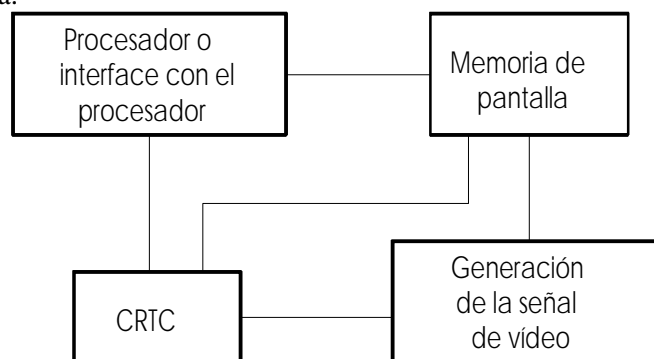 a.
Procesador o
interface con el
procesador
Memoria de
pantalla
CRTC
Generación
de la señal
de vídeo